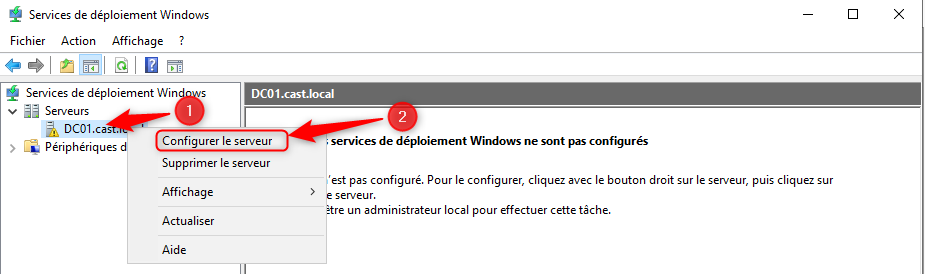 Services de déploiement Windows
Fichier Action Affichage ?
Services de déploiement Windows
Serveurs
DC01.cast.lo
Périphériques d
1
2
Configurer le serveur
Supprimer le serveur
Affichage
Actualiser
Aide
DC01.cast.local
s services de déploiement Windows ne sont pas configurés
'est pas configuré. Pour le configurer, cliquez avec le bouton droit sur le serveur, puis cliquez sur
e serveur.
être un administrateur local pour effectuer cette tâche.